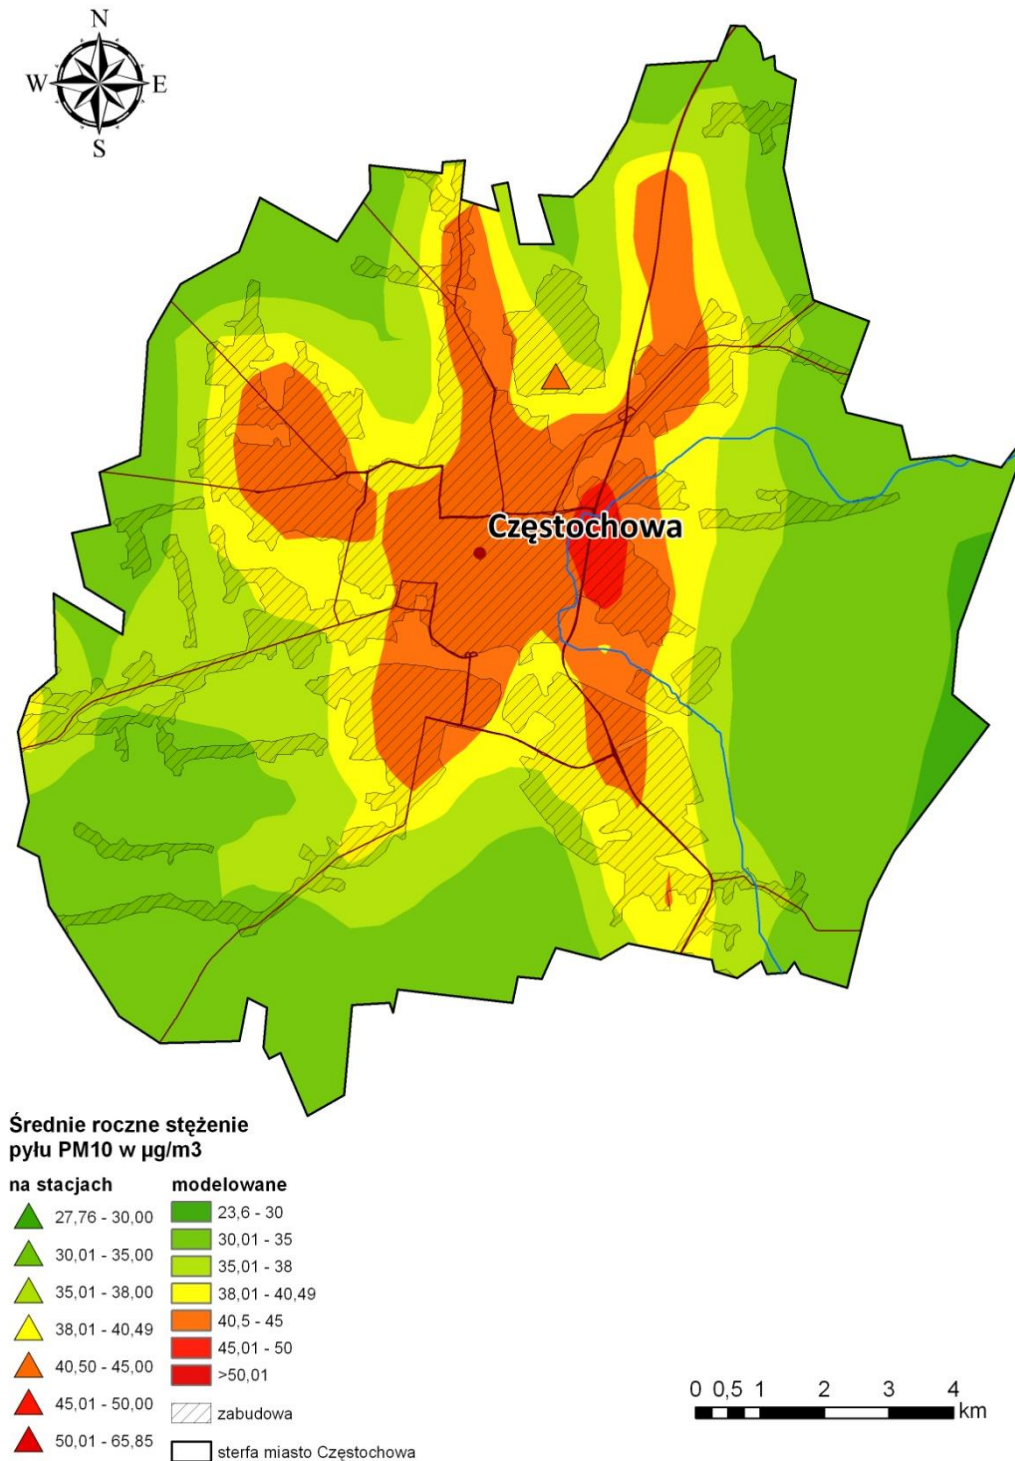 N
W E
S
Częstochowa
Średnie roczne stężenie
pyłu PM10 w µg/m3
na stacjach
27,76 - 30,00
30,01 - 35,00
35,01 - 38,00
38,01 - 40,49
40,50 - 45,00
45,01 - 50,00
50,01 - 65,85
modelowane
23,6 - 30
30,01 - 35
35,01 - 38
38,01 - 40,49
40,5 - 45
45,01 - 50
>50,01
zabudowa
sterfa miasto Częstochowa
0 0,5 1 2 3 4
km